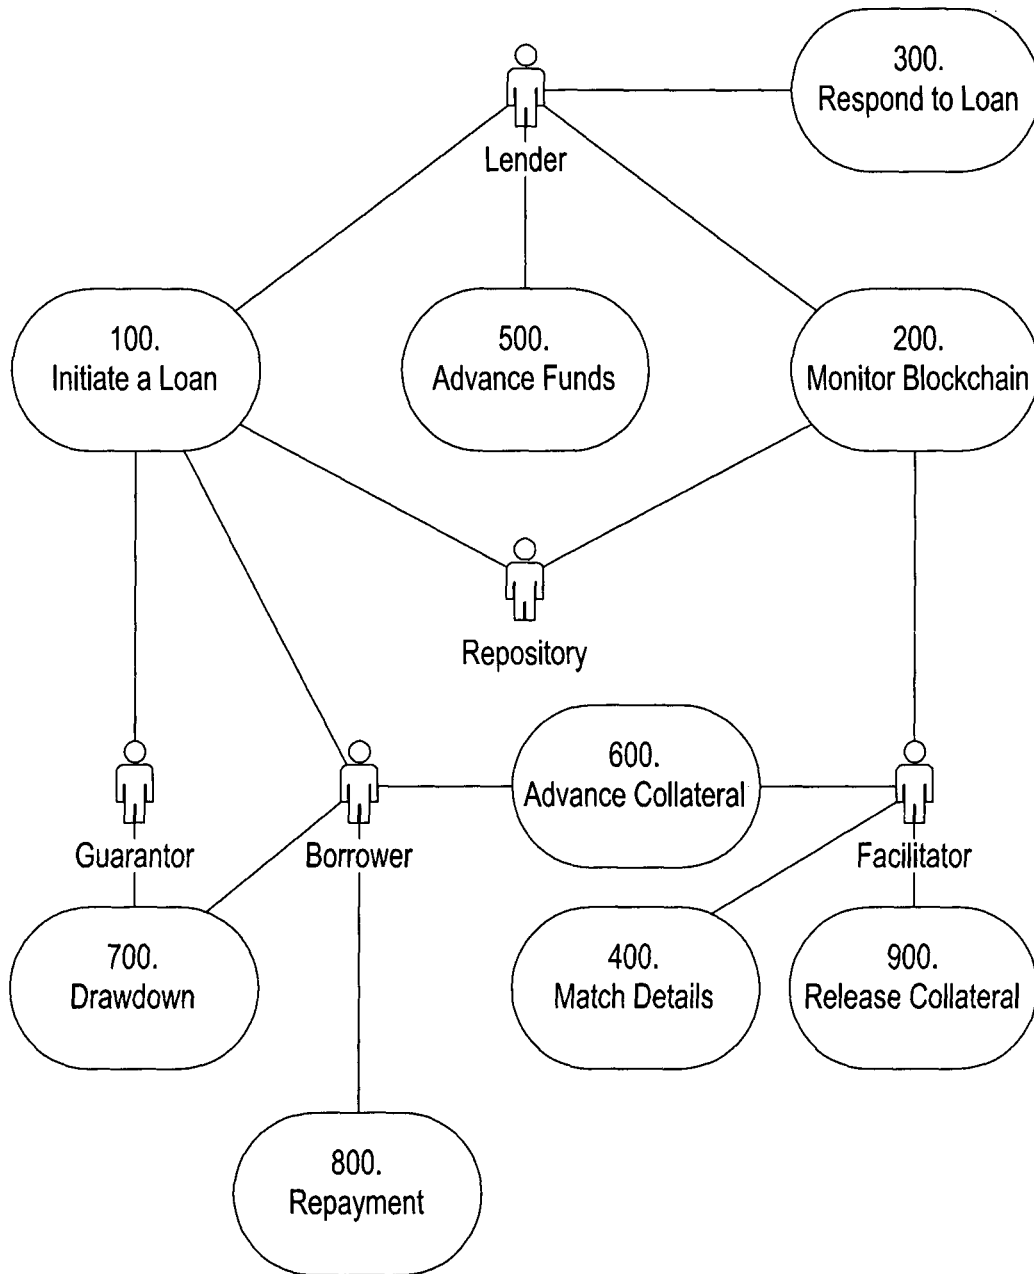 300.
Respond to Loan
Lender
100.
Initiate a Loan
500.
Advance Funds
200.
Monitor Blockchain
Repository
600.
Advance Collateral
Guarantor
Borrower
Facilitator
700.
Drawdown
400.
Match Details
900.
Release Collateral
800.
Repayment